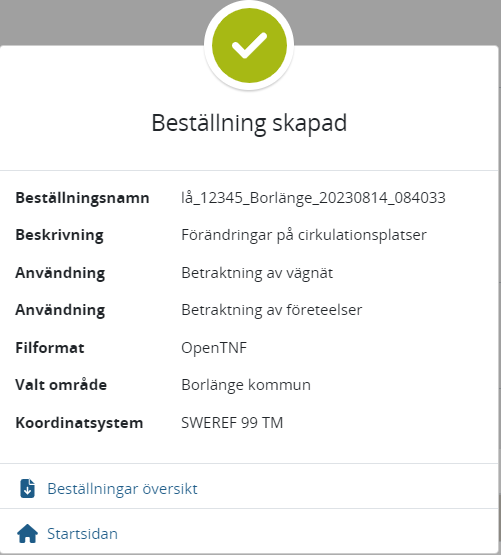 Beställning skapad
Beställningsnamn lå_12345_Borlänge_20230814_084033
Beskrivning Förändringar på cirkulationsplatser
Användning Betraktning av vägnät
Användning Betraktning av företeelser
Filformat OpenTNF
Valt område Borlänge kommun
Koordinatsystem SWEREF 99 TM
Beställningar översikt
Startsidan